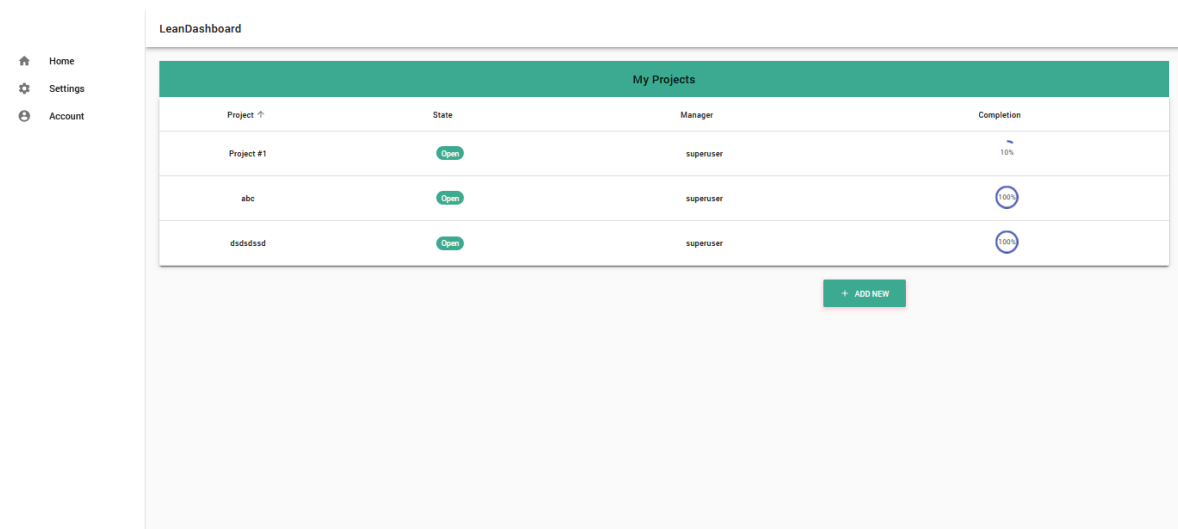 LeanDashboard
Home
Settings
Account
My Projects
Project State Manager Completion
Project #1 Open superuser 10%
abc Open superuser 100%
dsdsdssd Open superuser 100%
+ ADD NEW